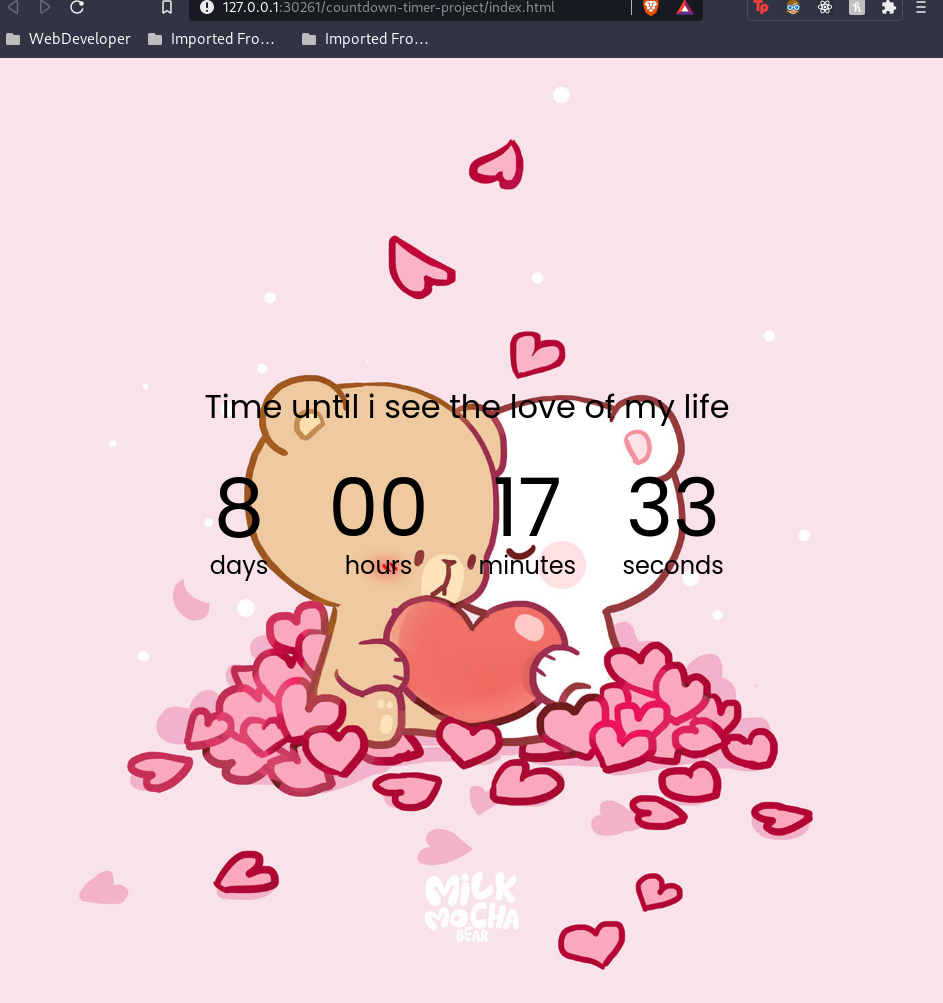 127.0.0.1:30261/countdown-timer-project/index.html
Tp
WebDeveloper Imported Fro... Imported Fro...
Time until i see the love of my life
8 00 17 33
days hours minutes seconds
MILK
MOCHA
BEAR